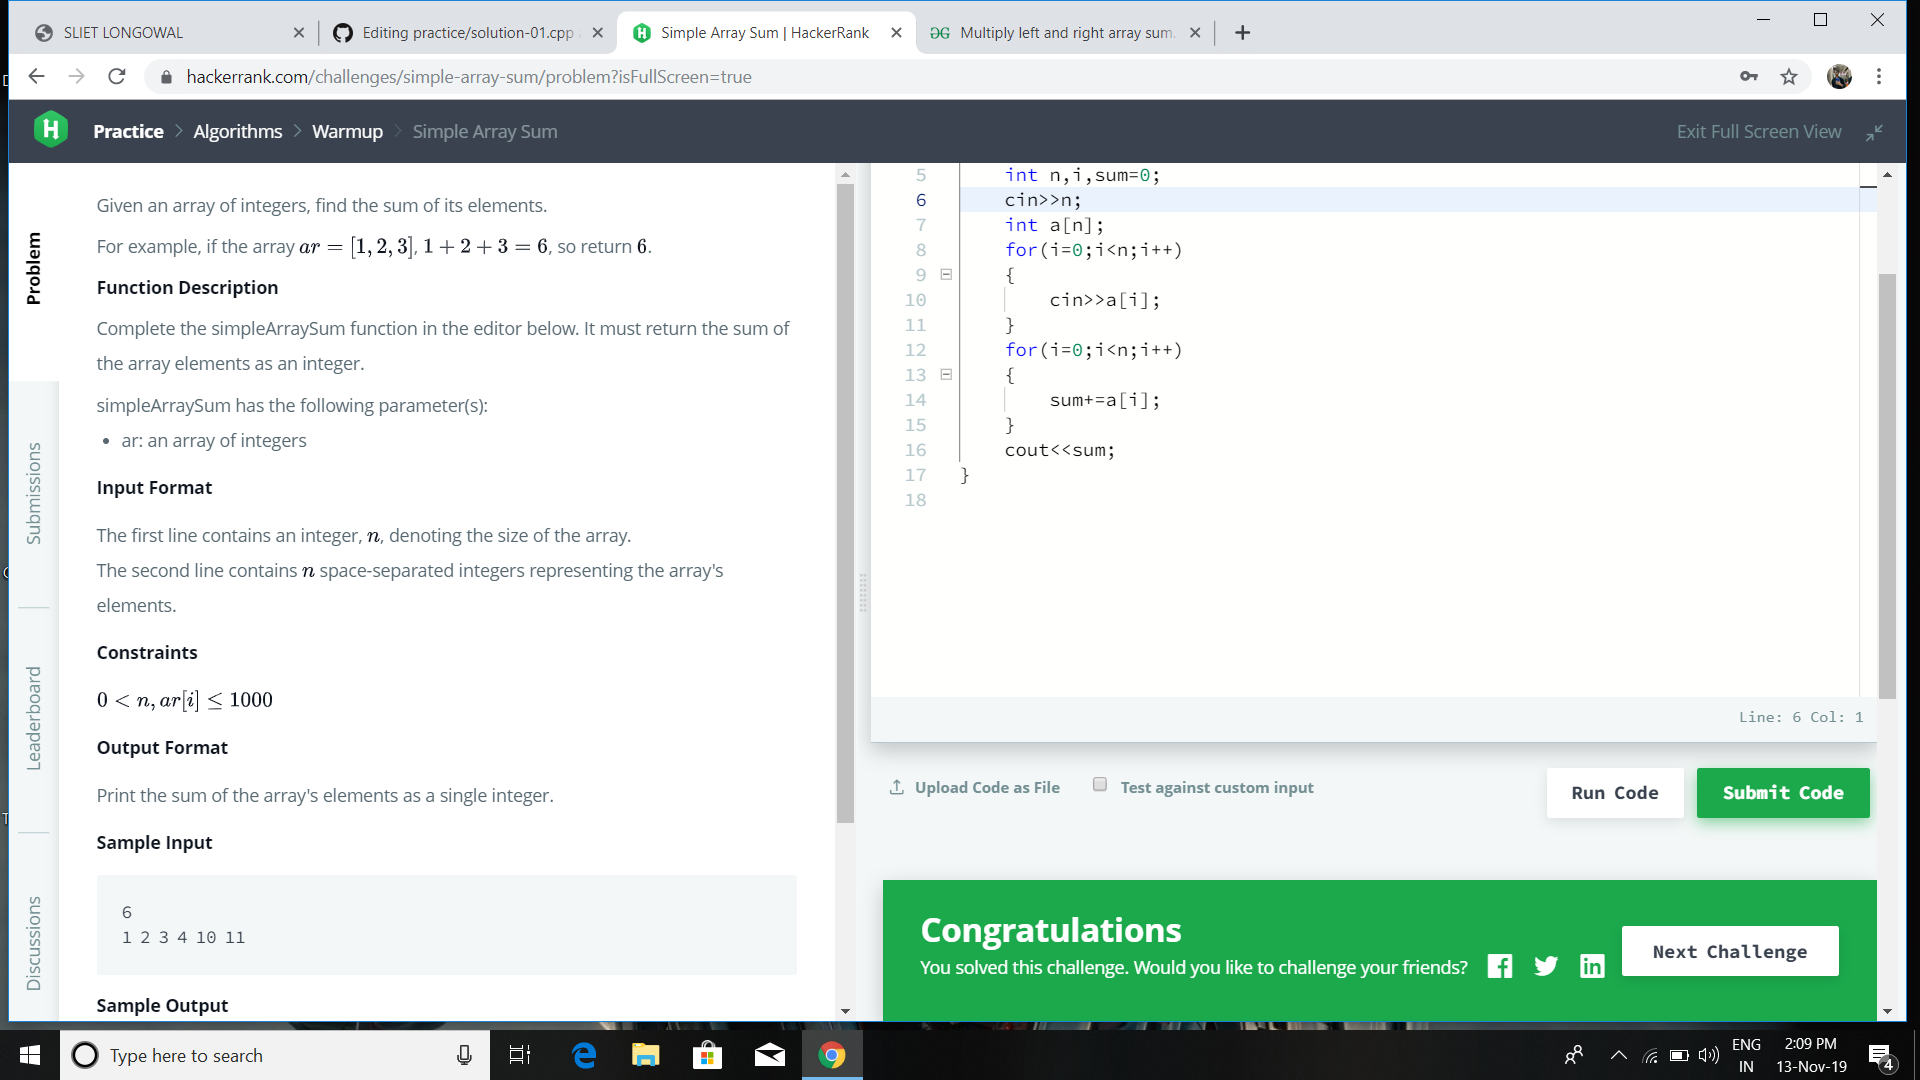 SLIET LONGOWAL
Editing practice/solution-01.cpp
Simple Array Sum | HackerRank
Multiply left and right array sum.
hackerrank.com/challenges/simple-array-sum/problem?isFullScreen=true
Practice > Algorithms > Warmup > Simple Array Sum
Exit Full Screen View
Problem
Submissions
Leaderboard
Discussions
Given an array of integers, find the sum of its elements.
For example, if the array ar = [1, 2, 3], 1 + 2 + 3 = 6, so return 6.
Function Description
Complete the simpleArraySum function in the editor below. It must return the sum of
the array elements as an integer.
simpleArraySum has the following parameter(s):
• ar: an array of integers
Input Format
The first line contains an integer, n, denoting the size of the array.
The second line contains n space-separated integers representing the array's
elements.
Constraints
0 < n, ar[i] ≤ 1000
Output Format
Print the sum of the array's elements as a single integer.
Sample Input
6
1 2 3 4 10 11
Sample Output
5 int n,i,sum=0;
6 cin>>n;
7 int a[n];
8 for(i=0;i<n;i++)
9 {
10 cin>>a[i];
11 }
12 for(i=0;i<n;i++)
13 {
14 sum+=a[i];
15 }
16 cout<<sum;
17 }
18
Line: 6 Col: 1
Upload Code as File
Test against custom input
Run Code
Submit Code
Congratulations
You solved this challenge. Would you like to challenge your friends?
Next Challenge
Type here to search
ENG
IN
2:09 PM
13-Nov-19
4